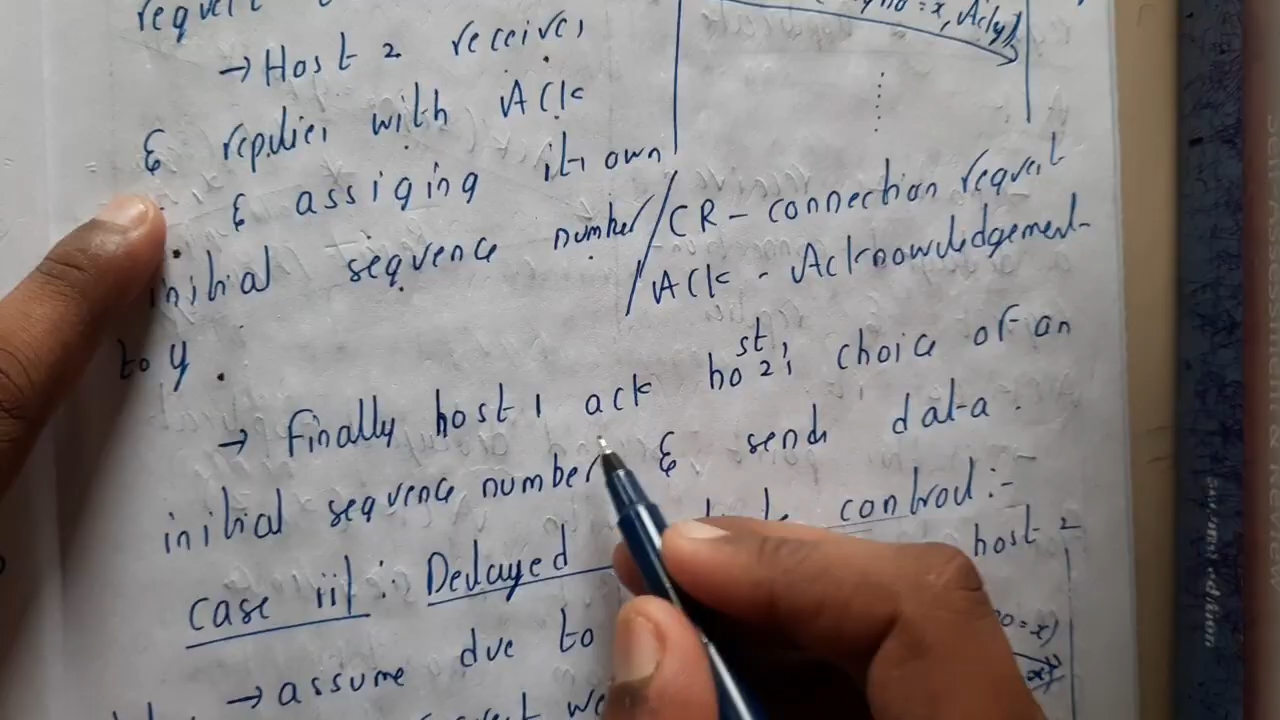 → Host 2 receives
& replies with Ack
& assiging its own
initial sequence number
to y.
/ CR - connection request
/ Ack - Acknowledgement
→ Finally host 1 ack host 2's choice of an
initial sequence number & sends data.
case ii) : Delayed control :-
host 2
→ assume due to